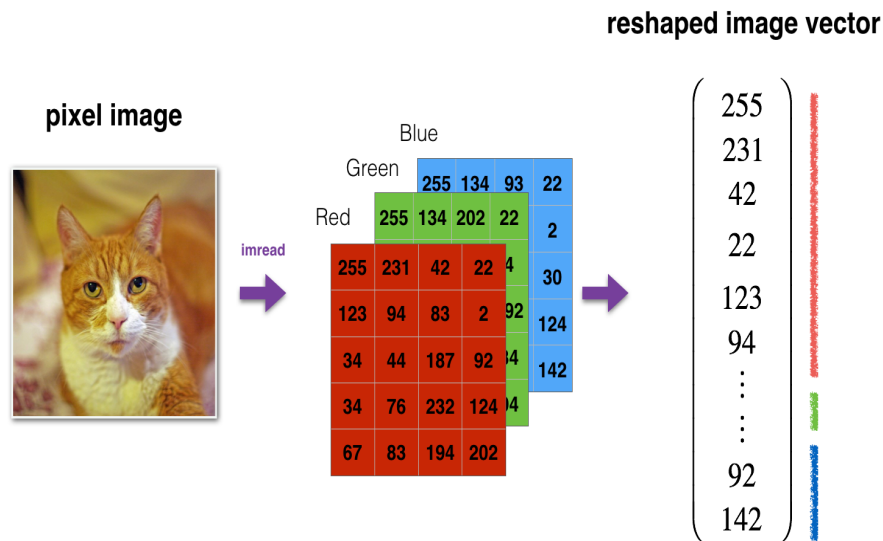 reshaped image vector
pixel image
imread
Blue
Green
Red
255 134 93 22
2
30
124
142
255 134 202 22
255 231 42 22
123 94 83 2
34 44 187 92
34 76 232 124
67 83 194 202
255
231
42
22
123
94
92
142